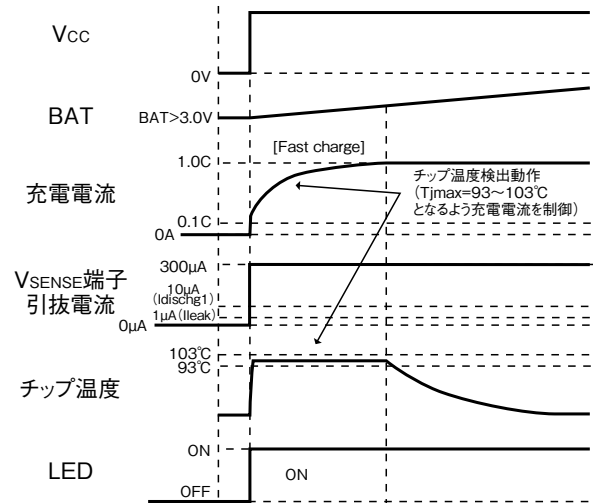 VCC
0V
BAT
BAT>3.0V
[Fast charge]
1.0C
チップ温度検出動作
（Tjmax=93～103℃
となるよう充電電流を制御）
充電電流
0.1C
0A
VSENSE端子
引抜電流
300μA
10μA
(Idischg1)
1μA（Ileak）
0μA
103℃
93℃
チップ温度
ON
LED
ON
OFF